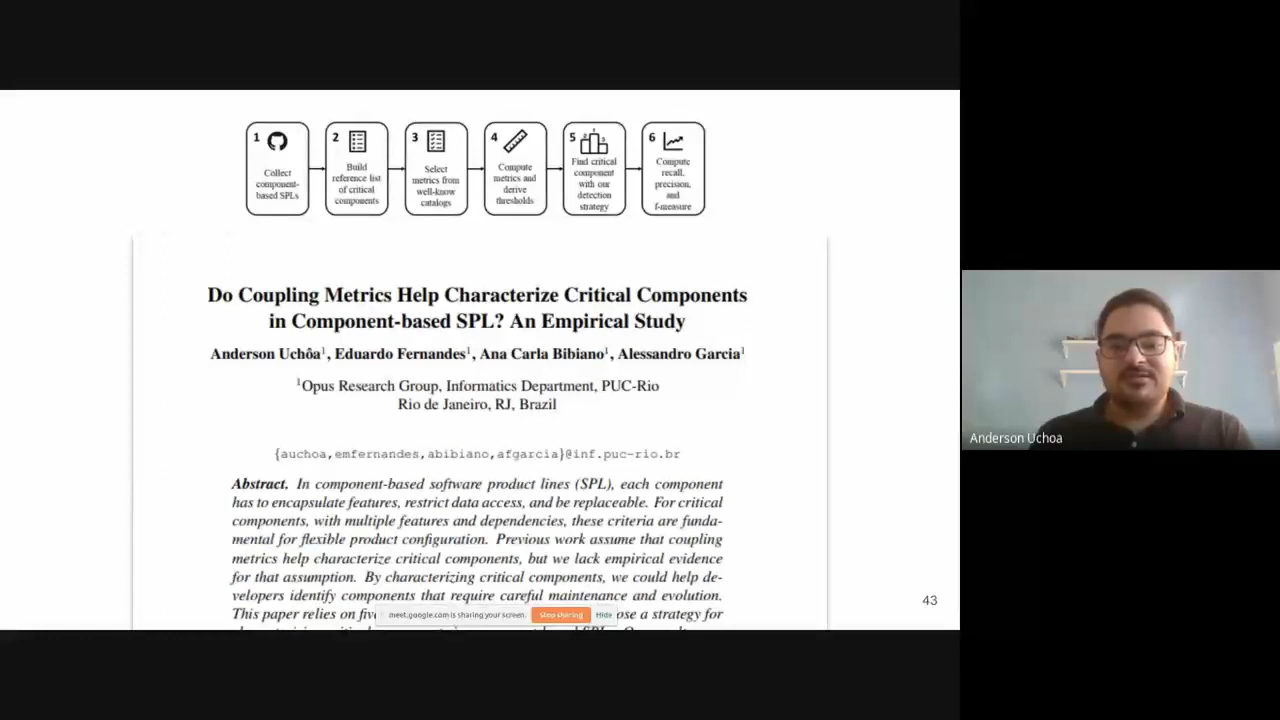 1
Collect
component-
based SPLs
2
Build
reference list
of critical
components
3
Select
metrics from
well-know
catalogs
4
Compute
metrics and
derive
thresholds
5
Find critical
component
with our
detection
strategy
6
Compute
recall,
precision,
and
f-measure
Do Coupling Metrics Help Characterize Critical Components
in Component-based SPL? An Empirical Study
Anderson Uchôa¹, Eduardo Fernandes¹, Ana Carla Bibiano¹, Alessandro Garcia¹
¹Opus Research Group, Informatics Department, PUC-Rio
Rio de Janeiro, RJ, Brazil
{auchoa,emfernandes,abibiano,afgarcia}@inf.puc-rio.br
Abstract. In component-based software product lines (SPL), each component
has to encapsulate features, restrict data access, and be replaceable. For critical
components, with multiple features and dependencies, these criteria are funda-
mental for flexible product configuration. Previous work assume that coupling
metrics help characterize critical components, but we lack empirical evidence
for that assumption. By characterizing critical components, we could help de-
velopers identify components that require careful maintenance and evolution.
This paper relies on
meet.google.com is sharing your screen.
Stop sharing
Hide
a strategy for
43
Anderson Uchoa